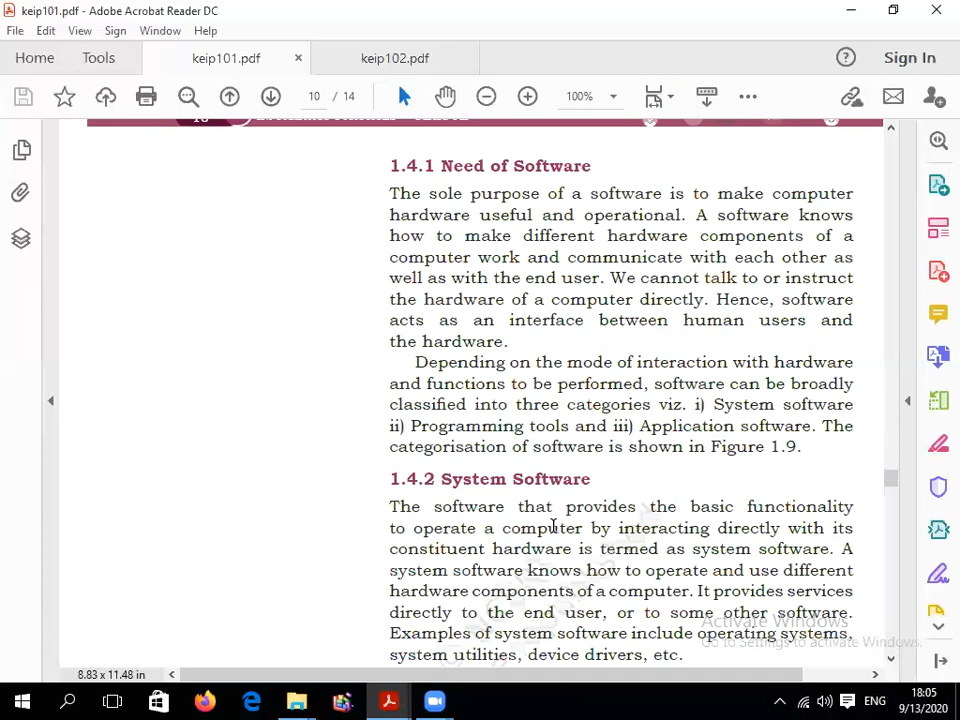 keip101.pdf - Adobe Acrobat Reader DC
File Edit View Window Sign Help
Home Tools keip101.pdf × keip102.pdf Sign In
10 / 14 100%
1.4.1 Need of Software
The sole purpose of a software is to make computer
hardware useful and operational. A software knows
how to make different hardware components of a
computer work and communicate with each other as
well as with the end user. We cannot talk to or instruct
the hardware of a computer directly. Hence, software
acts as an interface between human users and
the hardware.
Depending on the mode of interaction with hardware
and functions to be performed, software can be broadly
classified into three categories viz. i) System software
ii) Programming tools and iii) Application software. The
categorisation of software is shown in Figure 1.9.
1.4.2 System Software
The software that provides the basic functionality
to operate a computer by interacting directly with its
constituent hardware is termed as system software. A
system software knows how to operate and use different
hardware components of a computer. It provides services
directly to the end user, or to some other software.
Examples of system software include operating systems,
system utilities, device drivers, etc.
Activate Windows
Go to Settings to activate Windows.
8.83 x 11.48 in
ENG
18:05
9/13/2020